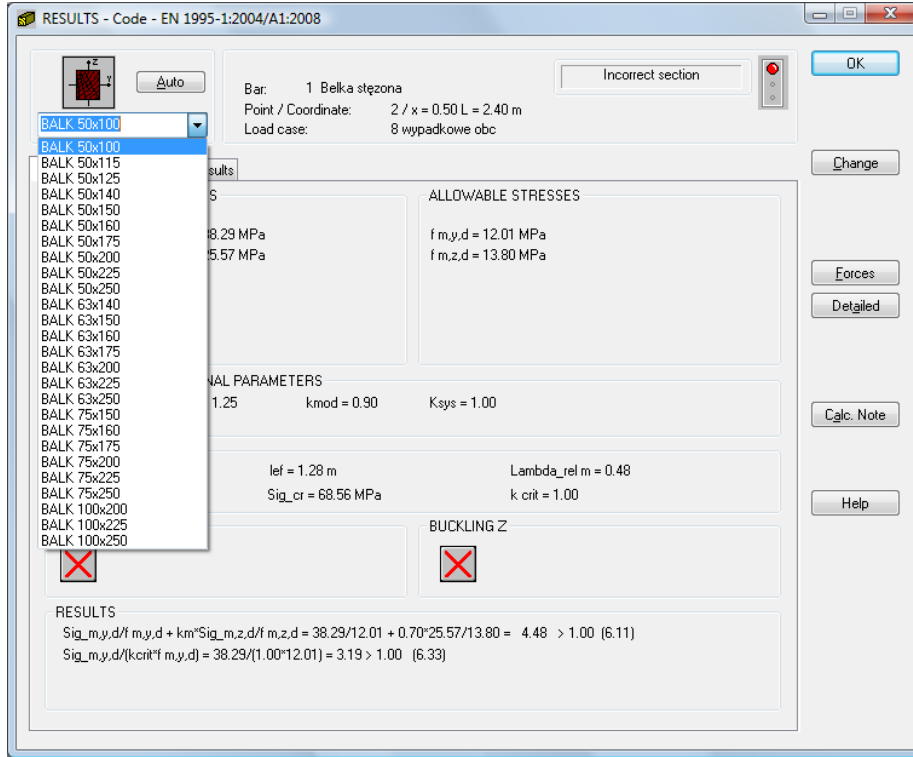 RESULTS - Code - EN 1995-1:2004/A1:2008
z
y
Auto
BALK 50x100
Bar: 1 Belka stęzona
Point / Coordinate: 2 / x = 0.50 L = 2.40 m
Load case: 8 wypadkowe obc
Incorrect section
OK
Change
Forces
Detailed
Calc. Note
Help
BALK 50x100
BALK 50x115
BALK 50x125
BALK 50x140
BALK 50x150
BALK 50x160
BALK 50x175
BALK 50x200
BALK 50x225
BALK 50x250
BALK 63x140
BALK 63x150
BALK 63x160
BALK 63x175
BALK 63x200
BALK 63x225
BALK 63x250
BALK 75x150
BALK 75x160
BALK 75x175
BALK 75x200
BALK 75x225
BALK 75x250
BALK 100x200
BALK 100x225
BALK 100x250
sults
S
8.29 MPa
5.57 MPa
ALLOWABLE STRESSES
f m,y,d = 12.01 MPa
f m,z,d = 13.80 MPa
NAL PARAMETERS
1.25 kmod = 0.90 Ksys = 1.00
lef = 1.28 m Lambda_rel m = 0.48
Sig_cr = 68.56 MPa k crit = 1.00
BUCKLING Z
RESULTS
Sig_m,y,d/f m,y,d + km*Sig_m,z,d/f m,z,d = 38.29/12.01 + 0.70*25.57/13.80 = 4.48 > 1.00 (6.11)
Sig_m,y,d/(kcrit*f m,y,d) = 38.29/(1.00*12.01) = 3.19 > 1.00 (6.33)